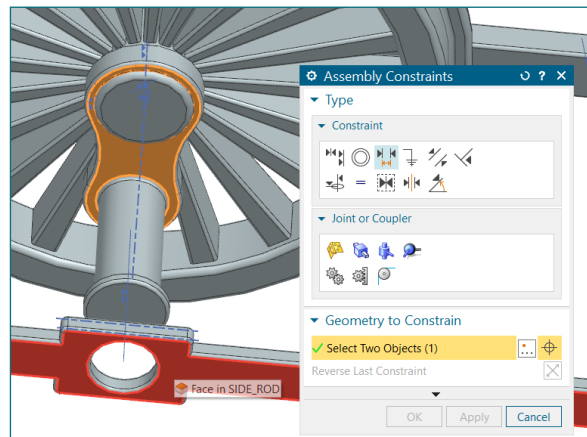 Assembly Constraints
Type
Constraint
Joint or Coupler
Geometry to Constrain
Select Two Objects (1)
Reverse Last Constraint
OK
Apply
Cancel
Face in SIDE_ROD